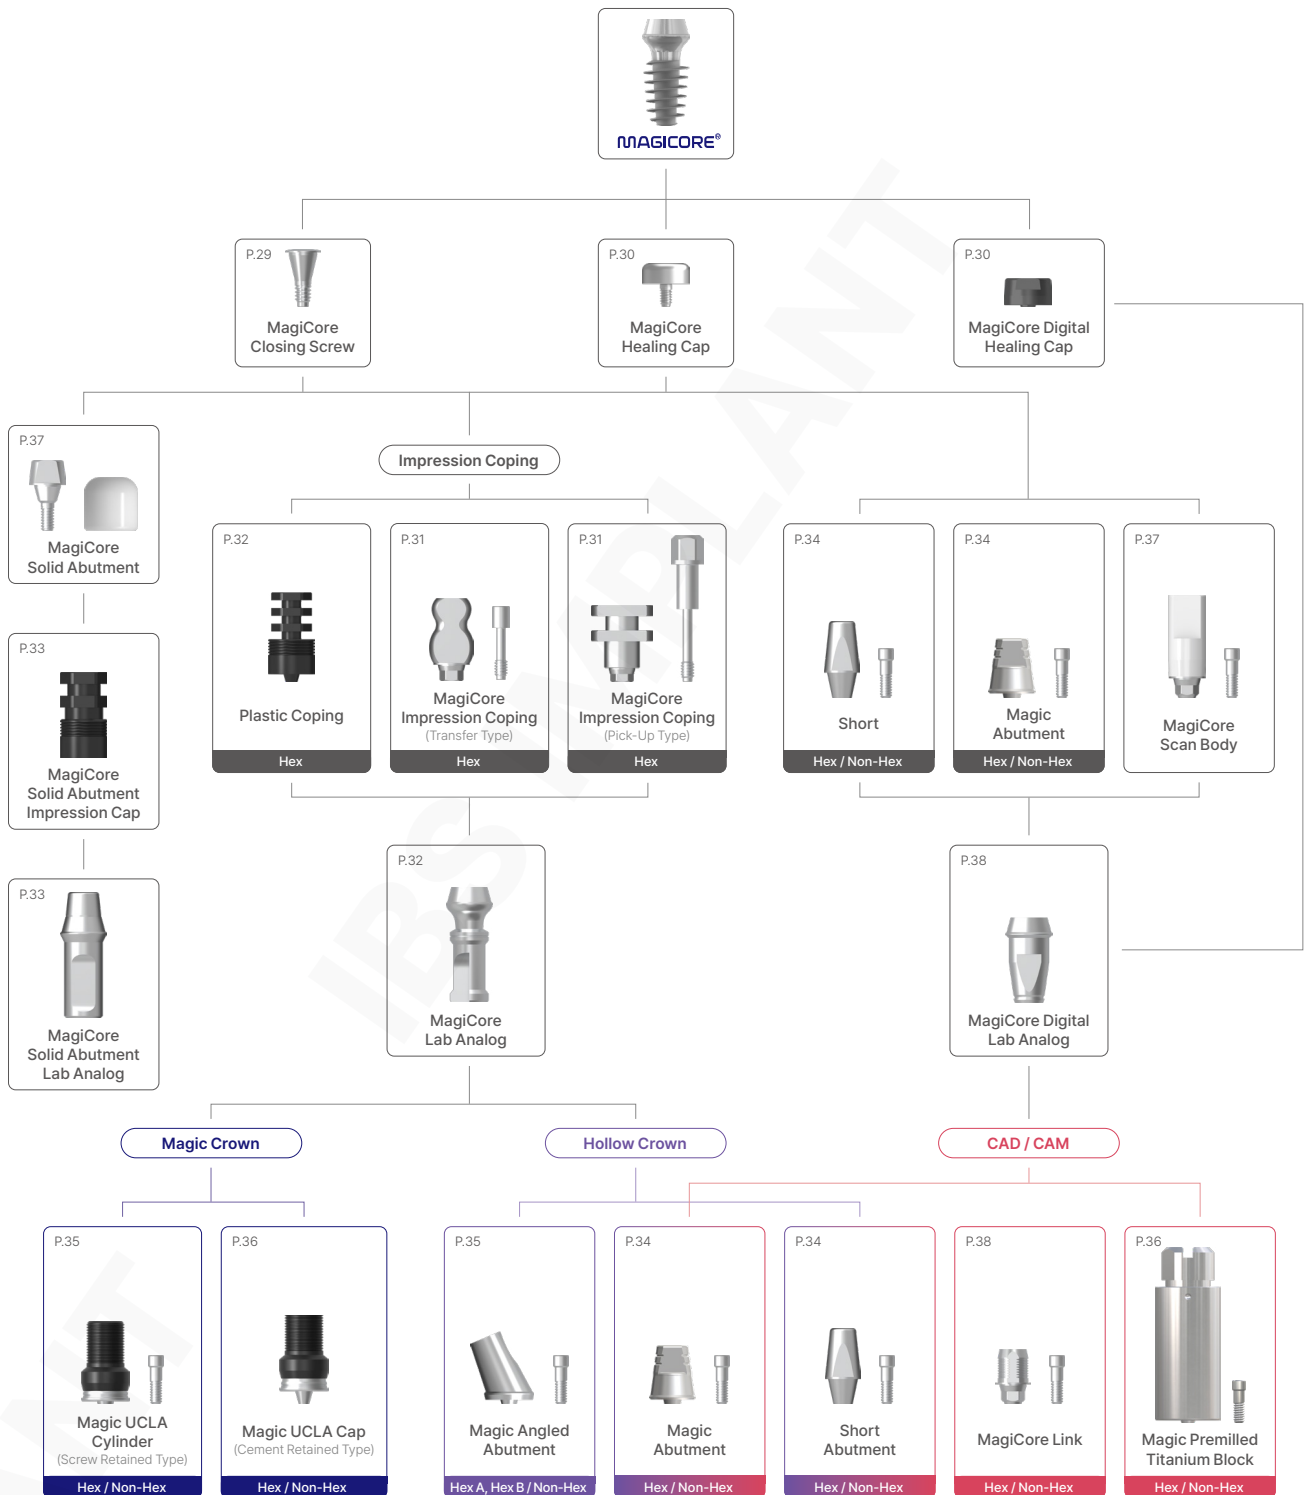 MAGICORE®
P.29
MagiCore
Closing Screw
P.30
MagiCore
Healing Cap
P.30
MagiCore Digital
Healing Cap
P.37
MagiCore
Solid Abutment
Impression Coping
P.32
Plastic Coping
Hex
P.31
MagiCore
Impression Coping
(Transfer Type)
Hex
P.31
MagiCore
Impression Coping
(Pick-Up Type)
Hex
P.34
Short
Hex / Non-Hex
P.34
Magic
Abutment
Hex / Non-Hex
P.37
MagiCore
Scan Body
P.33
MagiCore
Solid Abutment
Impression Cap
P.33
MagiCore
Solid Abutment
Lab Analog
P.32
MagiCore
Lab Analog
P.38
MagiCore Digital
Lab Analog
Magic Crown
Hollow Crown
CAD / CAM
P.35
Magic UCLA
Cylinder
(Screw Retained Type)
Hex / Non-Hex
P.36
Magic UCLA Cap
(Cement Retained Type)
Hex / Non-Hex
P.35
Magic Angled
Abutment
Hex A, Hex B / Non-Hex
P.34
Magic
Abutment
Hex / Non-Hex
P.34
Short
Abutment
Hex / Non-Hex
P.38
MagiCore Link
Hex / Non-Hex
P.36
Magic Premilled
Titanium Block
Hex / Non-Hex
IBS IMPLANT
ANT